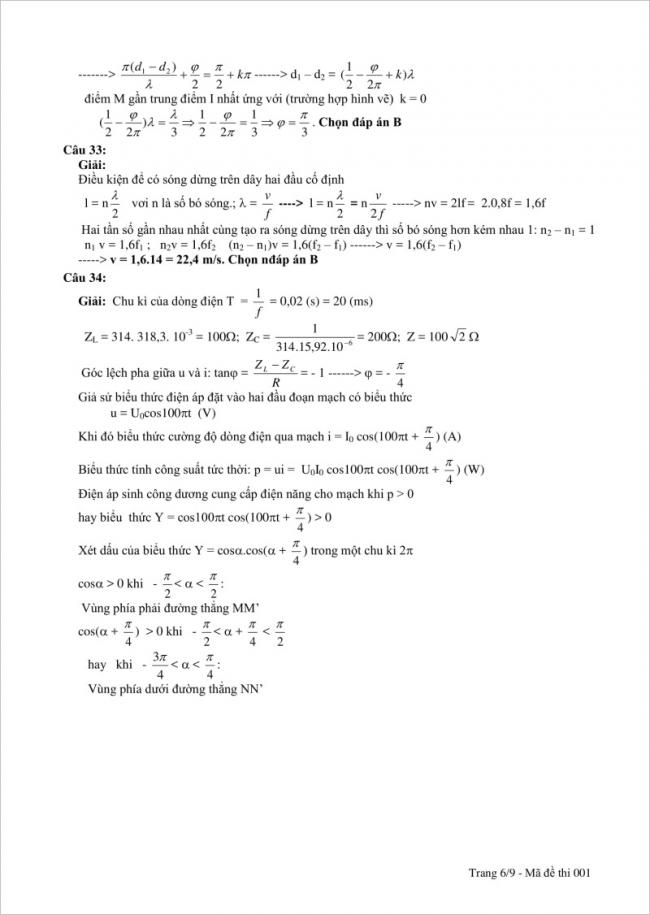 -------> π(d₁ − d₂)/λ + φ/2 = π/2 + kπ ------> d₁ – d₂ = (1/2 − φ/2π + k)λ
điểm M gần trung điểm I nhất ứng với (trường hợp hình vẽ) k = 0
(1/2 − φ/2π)λ = λ/3 ⇒ 1/2 − φ/2π = 1/3 ⇒ φ = π/3 . Chọn đáp án B
Câu 33:
Giải:
Điều kiện để có sóng dừng trên dây hai đầu cố định
l = n λ/2 vơi n là số bó sóng.; λ = v/f ----> l = n λ/2 = n v/2f -----> nv = 2lf = 2.0,8f = 1,6f
Hai tần số gần nhau nhất cùng tạo ra sóng dừng trên dây thì số bó sóng hơn kém nhau 1: n₂ – n₁ = 1
n₁ v = 1,6f₁ ; n₂v = 1,6f₂ (n₂ – n₁)v = 1,6(f₂ – f₁) ------> v = 1,6(f₂ – f₁)
-----> v = 1,6.14 = 22,4 m/s. Chọn nđáp án B
Câu 34:
Giải: Chu kì của dòng điện T = 1/f = 0,02 (s) = 20 (ms)
Z_L = 314. 318,3. 10⁻³ = 100Ω; Z_C = 1/(314.15,92.10⁻⁶) = 200Ω; Z = 100√2 Ω
Góc lệch pha giữa u và i: tanφ = (Z_L − Z_C)/R = - 1 ------> φ = - π/4
Giả sử biểu thức điện áp đặt vào hai đầu đoạn mạch có biểu thức
u = U₀cos100πt (V)
Khi đó biểu thức cường độ dòng điện qua mạch i = I₀ cos(100πt + π/4) (A)
Biểu thức tính công suất tức thời: p = ui = U₀I₀ cos100πt cos(100πt + π/4) (W)
Điện áp sinh công dương cung cấp điện năng cho mạch khi p > 0
hay biểu thức Y = cos100πt cos(100πt + π/4) > 0
Xét dấu của biểu thức Y = cosα.cos(α + π/4) trong một chu kì 2π
cosα > 0 khi - π/2 < α < π/2:
Vùng phía phải đường thẳng MM'
cos(α + π/4) > 0 khi - π/2 < α + π/4 < π/2
hay khi - 3π/4 < α < π/4:
Vùng phía dưới đường thẳng NN'
Trang 6/9 - Mã đề thi 001